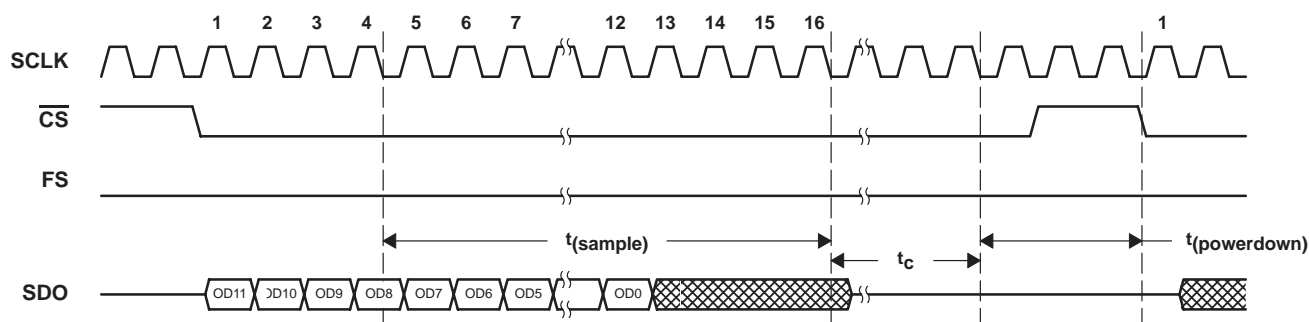 1 2 3 4 5 6 7 12 13 14 15 16 1
SCLK
CS
FS
t(sample)
t(powerdown)
tC
SDO
OD11 OD10 OD9 OD8 OD7 OD6 OD5 OD0